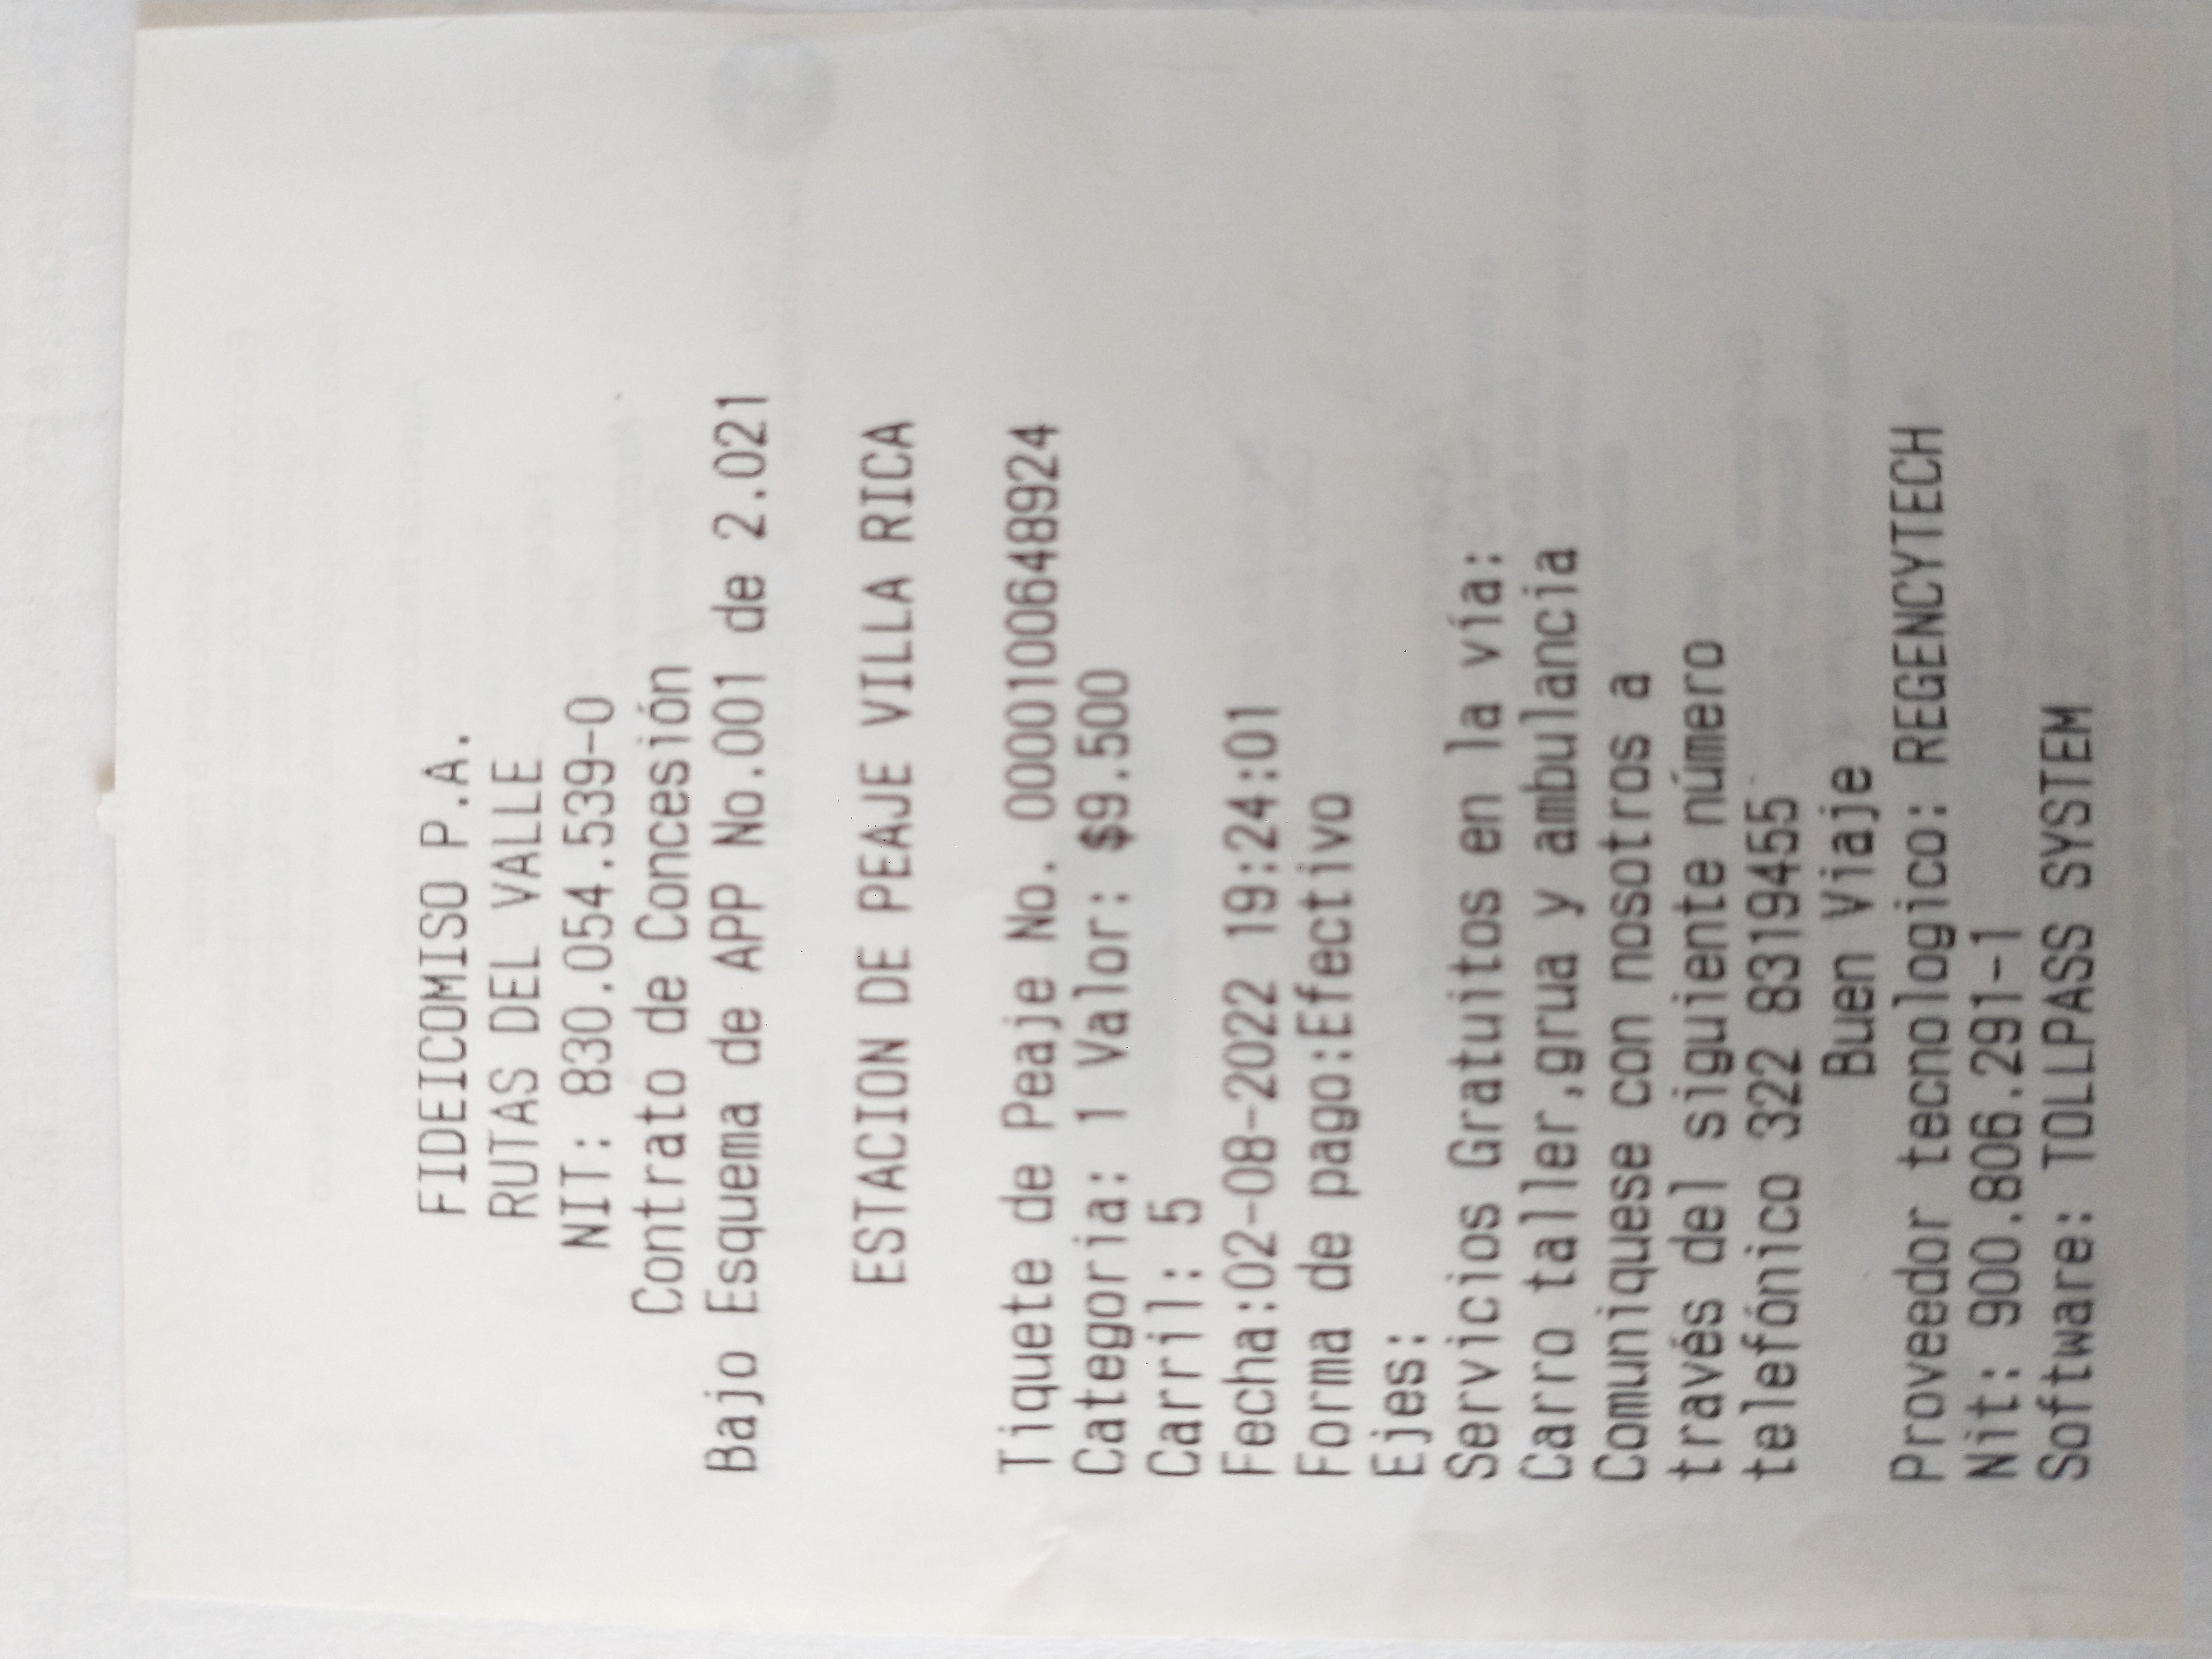 FIDEICOMISO P.A.
RUTAS DEL VALLE
NIT: 830.054.539-0
Contrato de Concesión
Bajo Esquema de APP No.001 de 2.021
ESTACION DE PEAJE VILLA RICA
Tiquete de Peaje No. 0000100648924
Categoria: 1 Valor: $9.500
Carril: 5
Fecha:02-08-2022 19:24:01
Forma de pago:Efectivo
Ejes:
Servicios Gratuitos en la vía:
Carro taller,grua y ambulancia
Comuniquese con nosotros a
través del siguiente número
telefónico 322 8319455
Buen Viaje
Proveedor tecnologico: REGENCYTECH
Nit: 900.806.291-1
Software: TOLLPASS SYSTEM